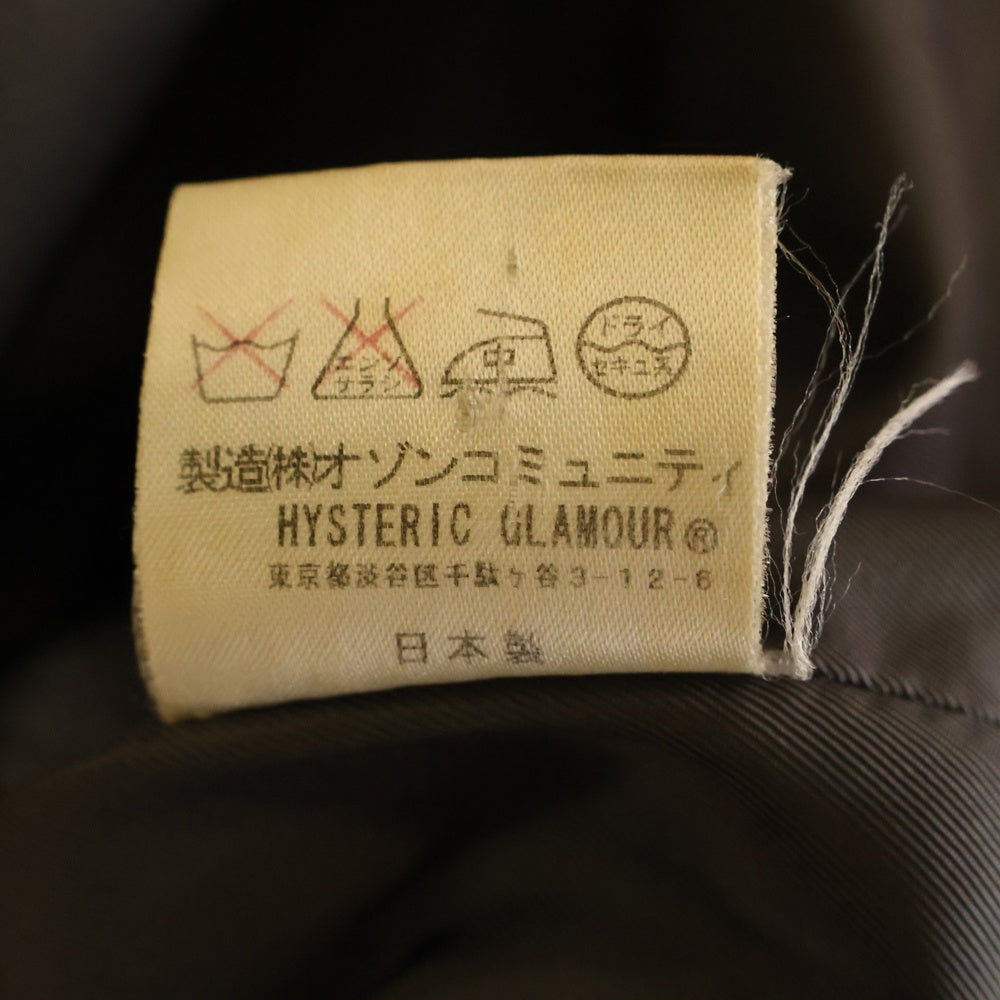 エンソ サラシ
中
ドライ
セキユ系
製造(株)オゾンコミュニティ
HYSTERIC GLAMOUR®
東京都渋谷区千駄ケ谷3-12-6
日本製